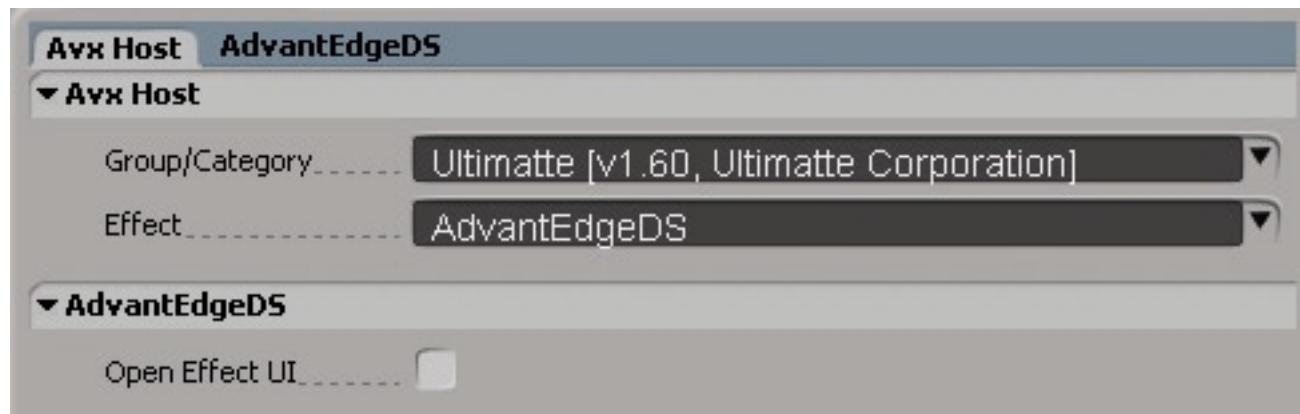 Avx Host AdvantEdgeDS
Avx Host
Group/Category Ultimatte [v1.60, Ultimatte Corporation]
Effect AdvantEdgeDS
AdvantEdgeDS
Open Effect UI